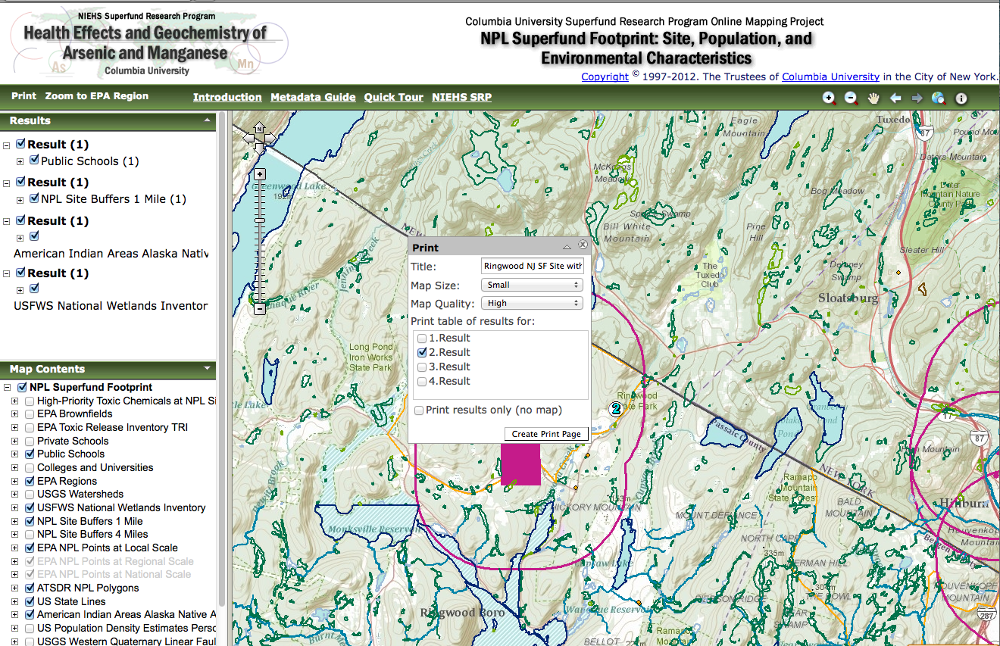 NIEHS Superfund Research Program
Health Effects and Geochemistry of
Arsenic and Manganese
As
Mn
Columbia University
Columbia University Superfund Research Program Online Mapping Project
NPL Superfund Footprint: Site, Population, and
Environmental Characteristics
Copyright © 1997-2012. The Trustees of Columbia University in the City of New York.
Print Zoom to EPA Region Introduction Metadata Guide Quick Tour NIEHS SRP
Results
Result (1)
Public Schools (1)
Result (1)
NPL Site Buffers 1 Mile (1)
Result (1)
American Indian Areas Alaska Nativ
Result (1)
USFWS National Wetlands Inventor
Map Contents
NPL Superfund Footprint
High-Priority Toxic Chemicals at NPL Si
EPA Brownfields
EPA Toxic Release Inventory TRI
Private Schools
Public Schools
Colleges and Universities
EPA Regions
USGS Watersheds
USFWS National Wetlands Inventory
NPL Site Buffers 1 Mile
NPL Site Buffers 4 Miles
EPA NPL Points at Local Scale
EPA NPL Points at Regional Scale
EPA NPL Points at National Scale
ATSDR NPL Polygons
US State Lines
American Indian Areas Alaska Native A
US Population Density Estimates Perso
USGS Western Quaternary Linear Faul
Print
Title: Ringwood NJ SF Site with
Map Size: Small
Map Quality: High
Print table of results for:
1.Result
2.Result
3.Result
4.Result
Print results only (no map)
Create Print Page
N
Greenwood Lake
Eagle
Mountain
Tuxedo
87
Daters Mountain
Dater
Mountain Nature
County Park
Bog Meadow
Bill White
Mountain
Pine
Hill
Sleater Hill
The
Tuxedo
Club
Sloatsburg
Long Pond
Iron Works
State Park
Ringwood
State Park
2
Passaic County
NEW YORK
17
87
Hillburn
Ramapo
Mountain
State Forest
BALD
MOUNTAIN
HICKORY MOUNTAIN
MOUNT DEFIANCE
NORTH CAPE
335m
Monksville Reservoir
Ringwood Boro
Wanaque Reservoir
Bergen County
287
304m
BELLOT